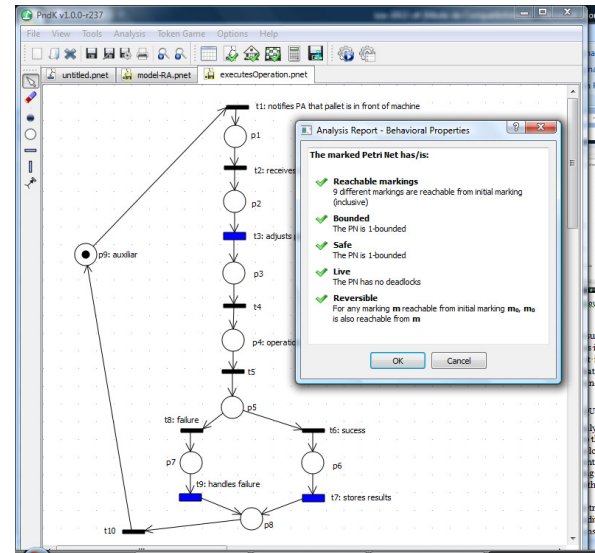 PndK v1.0.0-r237
File View Tools Analysis Token Game Options Help
untitled.pnet model-RA.pnet executesOperation.pnet
t1: notifies PA that pallet is in front of machine
p1
t2: receives
p2
t3: adjusts
p3
t4
p4: operatio
t5
p5
t8: failure
t6: sucess
p7
p6
t9: handles failure
t7: stores results
p8
t10
p9: auxiliar
Analysis Report - Behavioral Properties
The marked Petri Net has/is:
Reachable markings
9 different markings are reachable from initial marking
(inclusive)
Bounded
The PN is 1-bounded
Safe
The PN is 1-bounded
Live
The PN has no deadlocks
Reversible
For any marking m reachable from initial marking m₀, m₀
is also reachable from m
OK Cancel